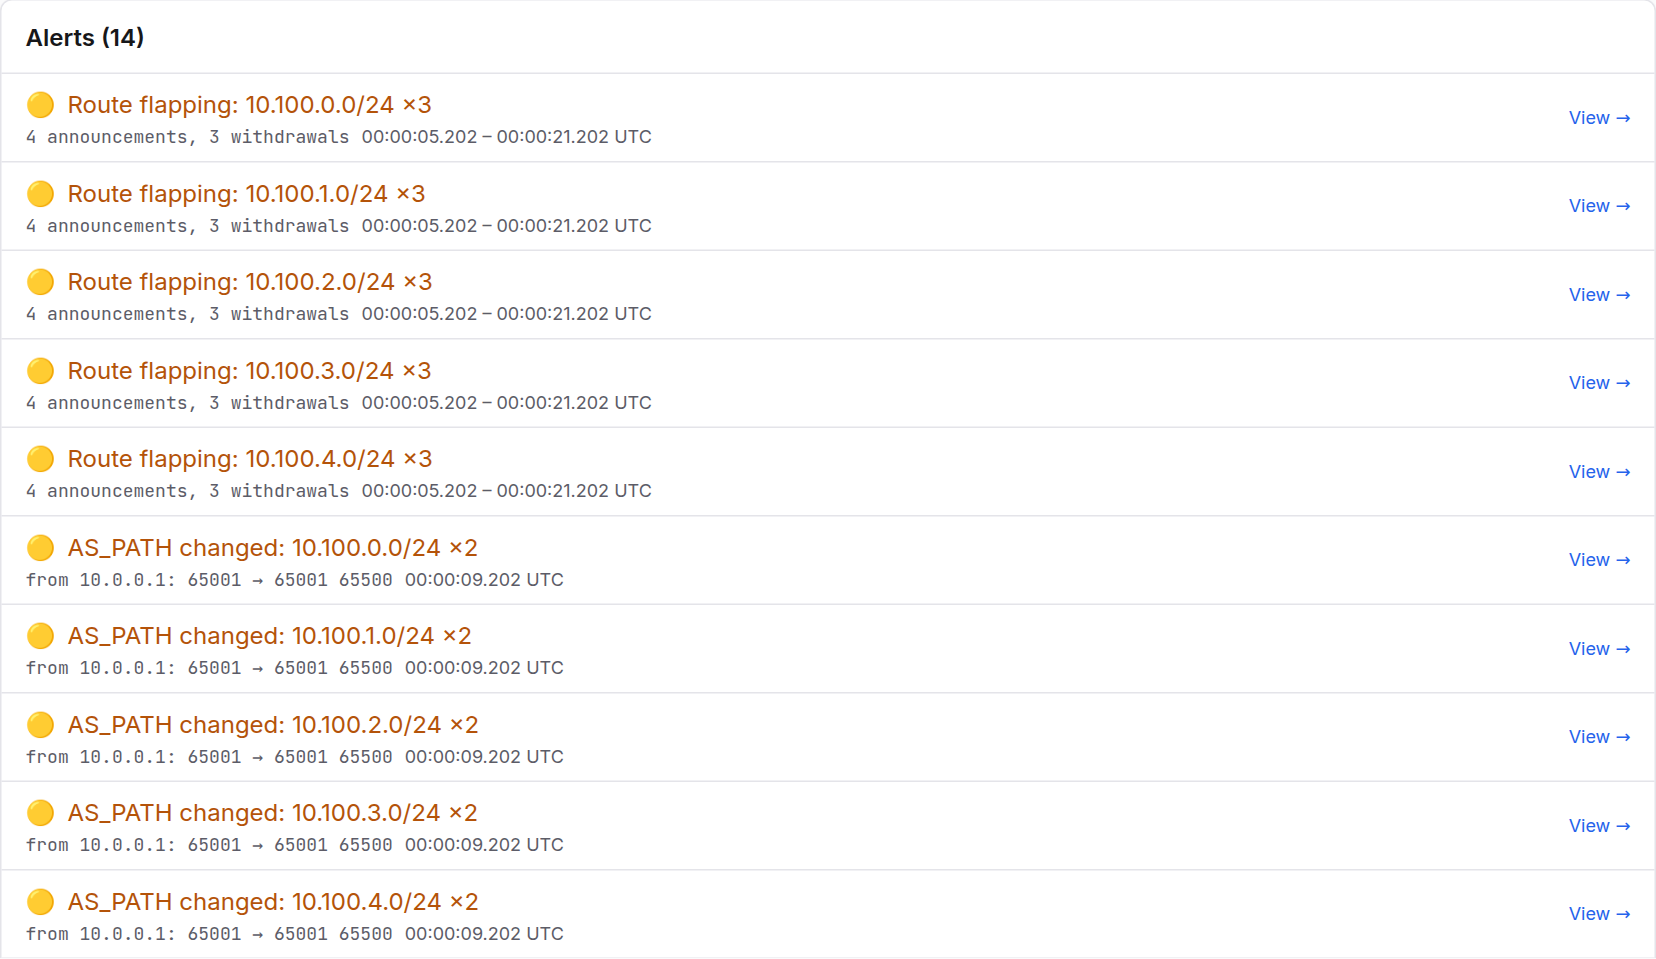 Alerts (14)
Route flapping: 10.100.0.0/24 ×3
4 announcements, 3 withdrawals 00:00:05.202 – 00:00:21.202 UTC
View →
Route flapping: 10.100.1.0/24 ×3
4 announcements, 3 withdrawals 00:00:05.202 – 00:00:21.202 UTC
View →
Route flapping: 10.100.2.0/24 ×3
4 announcements, 3 withdrawals 00:00:05.202 – 00:00:21.202 UTC
View →
Route flapping: 10.100.3.0/24 ×3
4 announcements, 3 withdrawals 00:00:05.202 – 00:00:21.202 UTC
View →
Route flapping: 10.100.4.0/24 ×3
4 announcements, 3 withdrawals 00:00:05.202 – 00:00:21.202 UTC
View →
AS_PATH changed: 10.100.0.0/24 ×2
from 10.0.0.1: 65001 → 65001 65500 00:00:09.202 UTC
View →
AS_PATH changed: 10.100.1.0/24 ×2
from 10.0.0.1: 65001 → 65001 65500 00:00:09.202 UTC
View →
AS_PATH changed: 10.100.2.0/24 ×2
from 10.0.0.1: 65001 → 65001 65500 00:00:09.202 UTC
View →
AS_PATH changed: 10.100.3.0/24 ×2
from 10.0.0.1: 65001 → 65001 65500 00:00:09.202 UTC
View →
AS_PATH changed: 10.100.4.0/24 ×2
from 10.0.0.1: 65001 → 65001 65500 00:00:09.202 UTC
View →